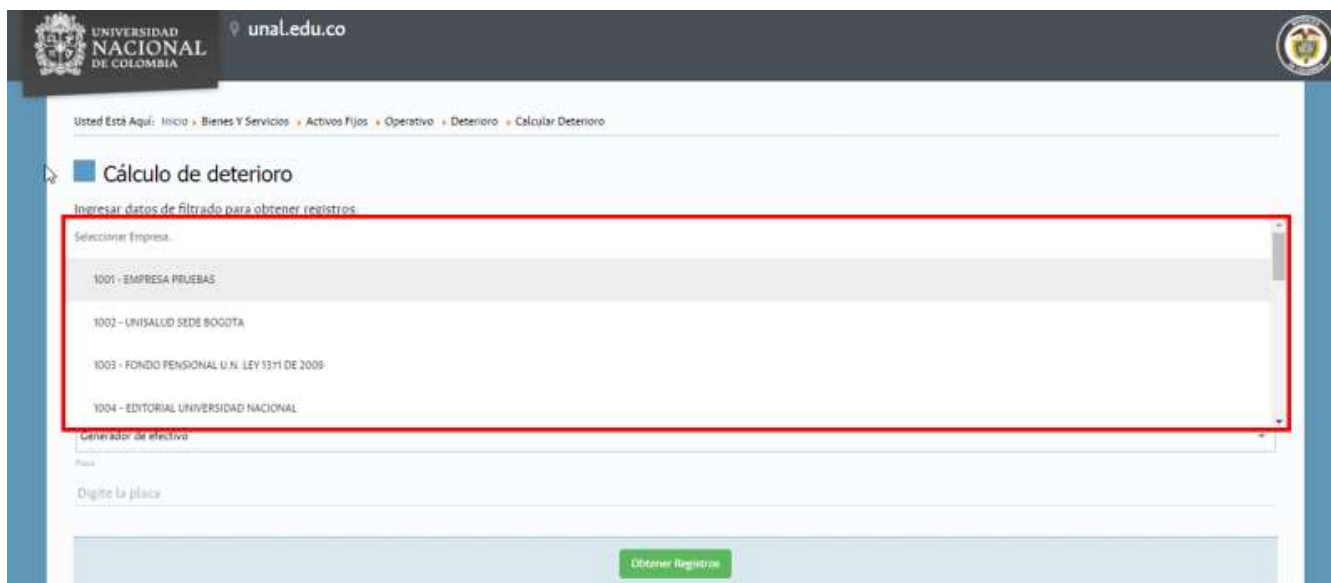 UNIVERSIDAD
NACIONAL
DE COLOMBIA
unal.edu.co
Usted Está Aquí: Inicio Bienes Y Servicios Activos Fijos Operativo Deterioro Calcular Deterioro
Cálculo de deterioro
Ingresar datos de filtrado para obtener registros.
Seleccionar Empresa.
1001 - EMPRESA PRUEBAS
1002 - UNISALUD SEDE BOGOTA
1003 - FONDO PENSIONAL U.N. LEY 1371 DE 2009
1004 - EDITORIAL UNIVERSIDAD NACIONAL
Generador de efectivo
Placa
Digite la placa
Obtener Registros